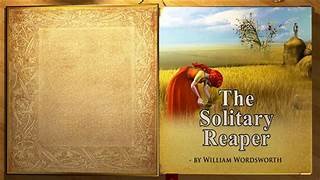 The
Solitary
Reaper
- BY WILLIAM WORDSWORTH